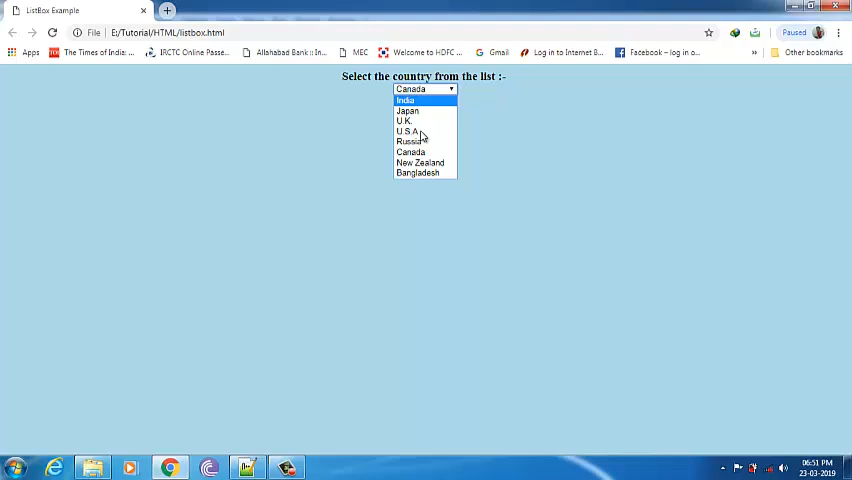 ListBox Example
File
E:/Tutorial/HTML/listbox.html
Paused
Apps
The Times of India: ...
IRCTC Online Passe...
Allahabad Bank :: In...
MEC
Welcome to HDFC ...
Gmail
Log in to Internet B...
Facebook – log in o...
»
Other bookmarks
Select the country from the list :-
Canada
India
Japan
U.K.
U.S.A
Russia
Canada
New Zealand
Bangladesh
06:51 PM
23-03-2019